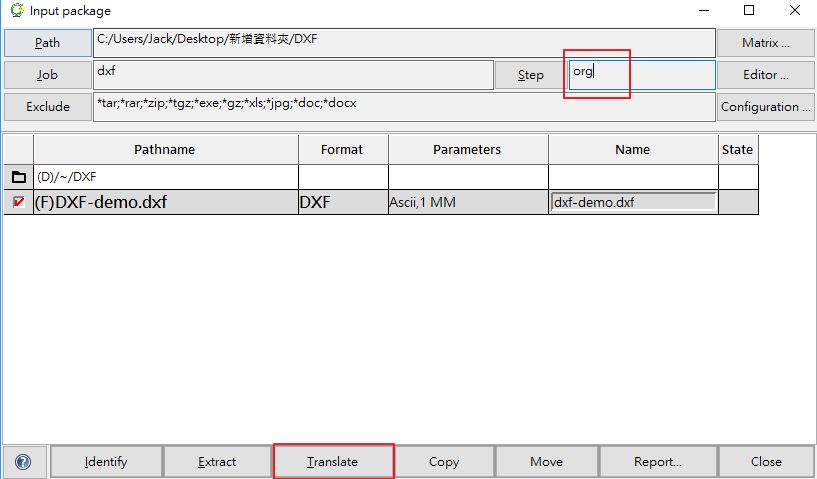 Input package
Path C:/Users/Jack/Desktop/新增資料夾/DXF Matrix ...
Job dxf Step org Editor ...
Exclude *tar;*rar;*zip;*tgz;*exe;*gz;*xls;*jpg;*doc;*docx Configuration ...
Pathname Format Parameters Name State
(D)/~/DXF
(F)DXF-demo.dxf DXF Ascii,1 MM dxf-demo.dxf
? Identify Extract Translate Copy Move Report... Close